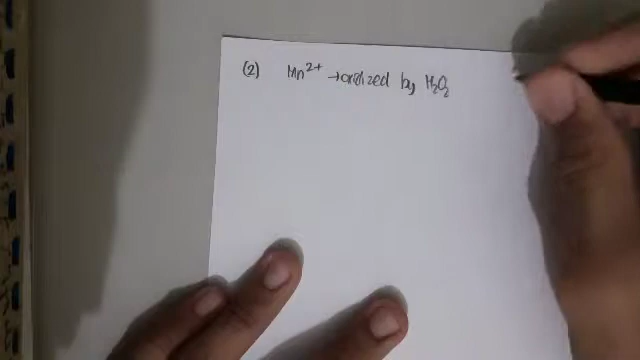 (2) Mn²⁺ → oxidized by H₂O₂